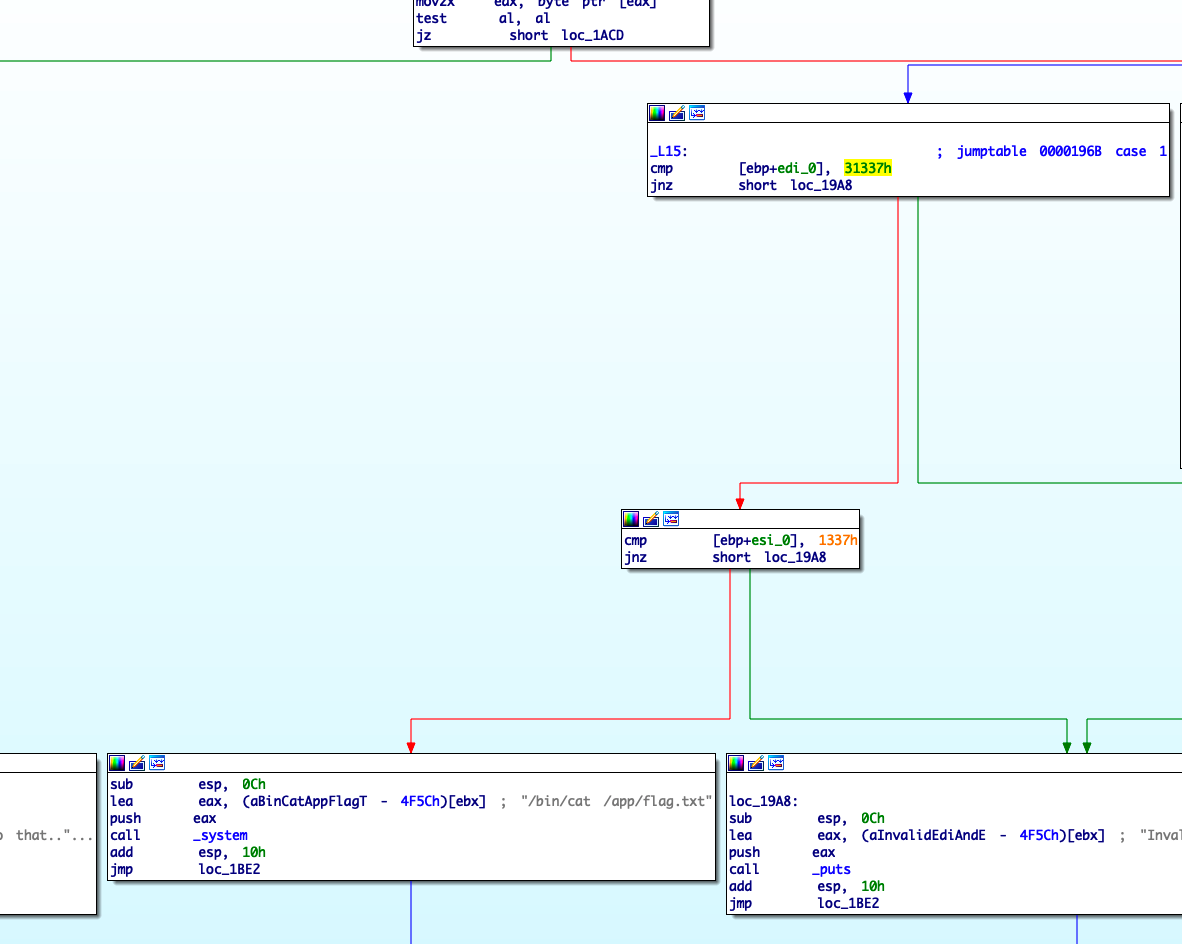 movzx eax, byte ptr [eax]
test al, al
jz short loc_1ACD
_L15: ; jumptable 0000196B case 1
cmp [ebp+edi_0], 31337h
jnz short loc_19A8
cmp [ebp+esi_0], 1337h
jnz short loc_19A8
that.."...
sub esp, 0Ch
lea eax, (aBinCatAppFlagT - 4F5Ch)[ebx] ; "/bin/cat /app/flag.txt"
push eax
call _system
add esp, 10h
jmp loc_1BE2
loc_19A8:
sub esp, 0Ch
lea eax, (aInvalidEdiAndE - 4F5Ch)[ebx] ; "Inval
push eax
call _puts
add esp, 10h
jmp loc_1BE2